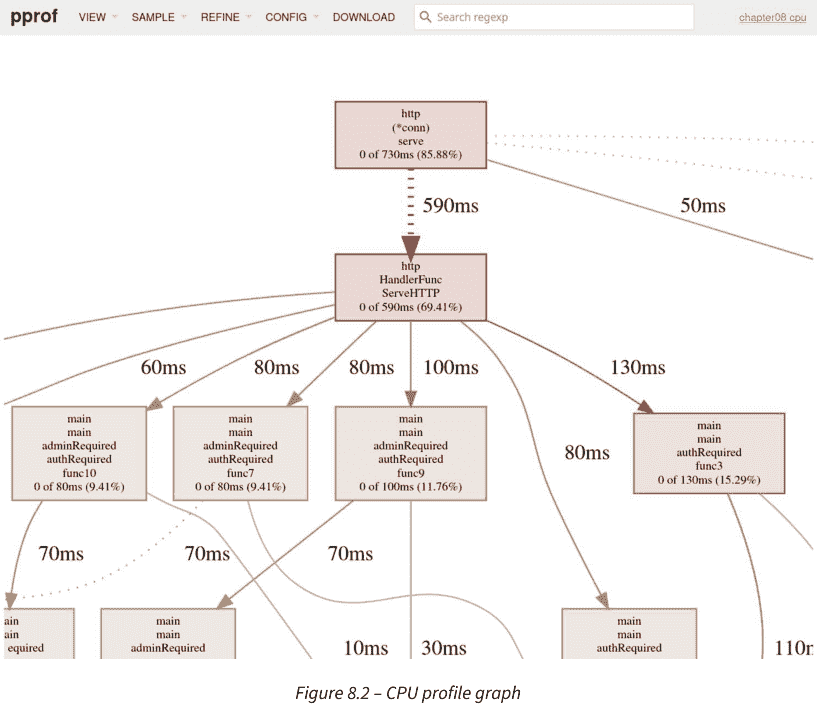 pprof VIEW SAMPLE REFINE CONFIG DOWNLOAD Search regexp chapter08 cpu
http
(*conn)
serve
0 of 730ms (85.88%)
590ms
50ms
http
HandlerFunc
ServeHTTP
0 of 590ms (69.41%)
60ms
80ms
80ms
100ms
130ms
main
main
adminRequired
authRequired
func10
0 of 80ms (9.41%)
main
main
adminRequired
authRequired
func7
0 of 80ms (9.41%)
main
main
adminRequired
authRequired
func9
0 of 100ms (11.76%)
80ms
main
main
authRequired
func3
0 of 130ms (15.29%)
70ms
70ms
70ms
ain
ain
equired
main
main
adminRequired
10ms
30ms
main
main
authRequired
110r
Figure 8.2 – CPU profile graph